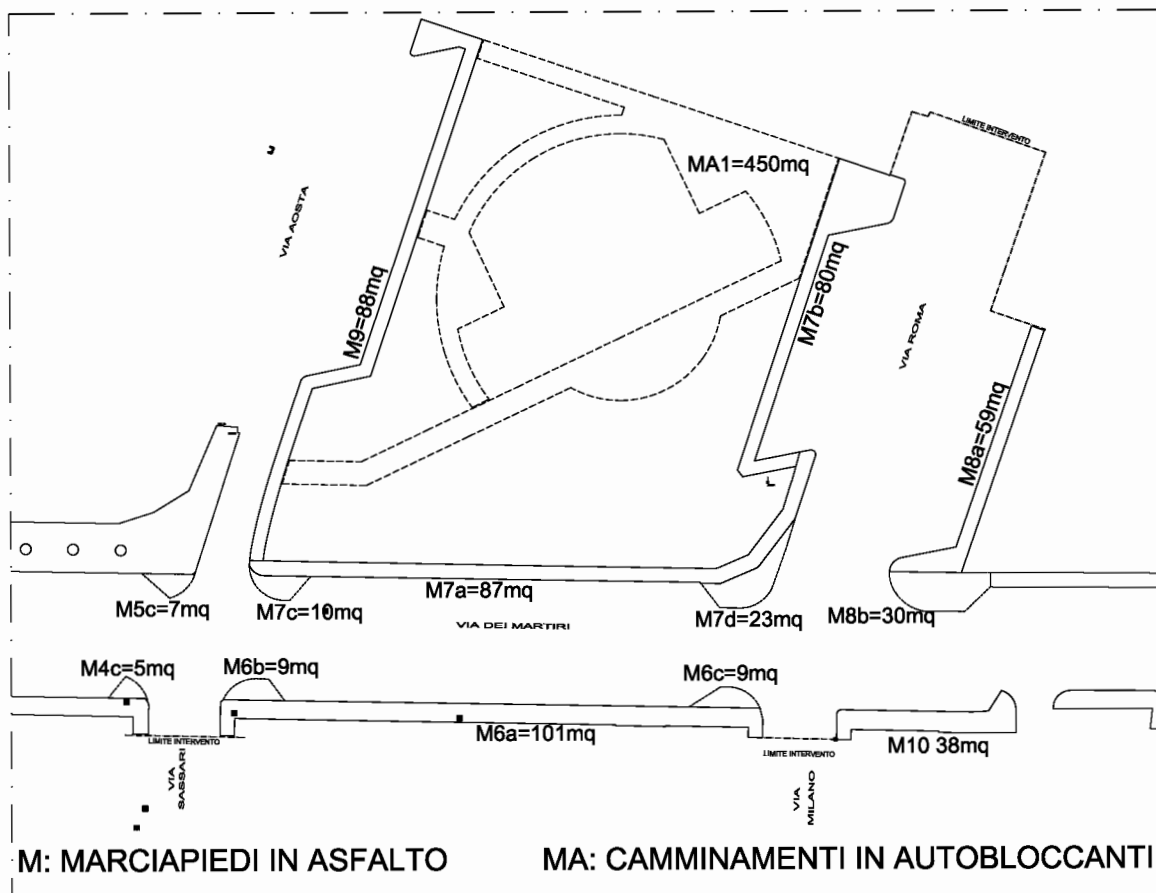 LIMITE INTERVENTO
MA1=450mq
VIA AOSTA
M9=88mq
M7b=80mq
VIA ROMA
M8a=59mq
M5c=7mq
M7c=10mq
M7a=87mq
M7d=23mq
M8b=30mq
VIA DEI MARTIRI
M4c=5mq
M6b=9mq
M6c=9mq
M6a=101mq
M10 38mq
LIMITE INTERVENTO
LIMITE INTERVENTO
VIA
SASSARI
VIA
MILANO
M: MARCIAPIEDI IN ASFALTO
MA: CAMMINAMENTI IN AUTOBLOCCANTI